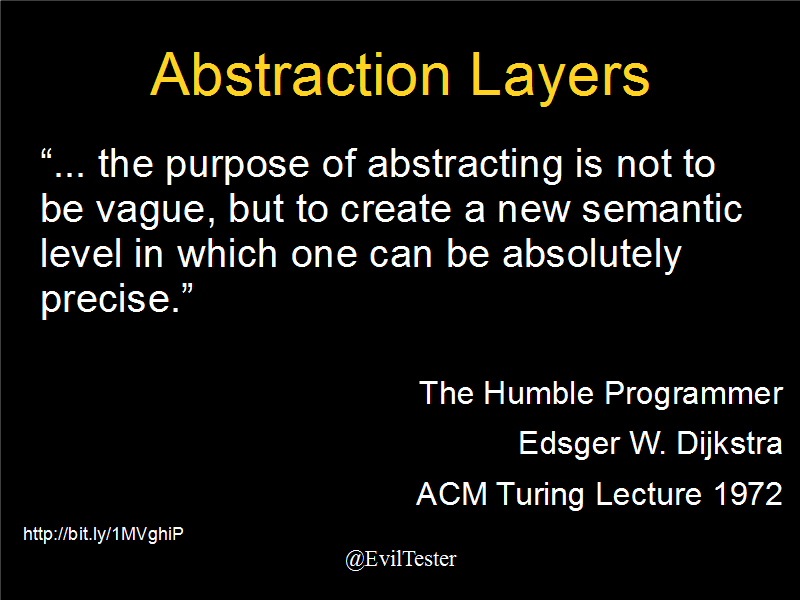 Abstraction Layers
“... the purpose of abstracting is not to
be vague, but to create a new semantic
level in which one can be absolutely
precise.”
The Humble Programmer
Edsger W. Dijkstra
ACM Turing Lecture 1972
http://bit.ly/1MVghiP
@EvilTester